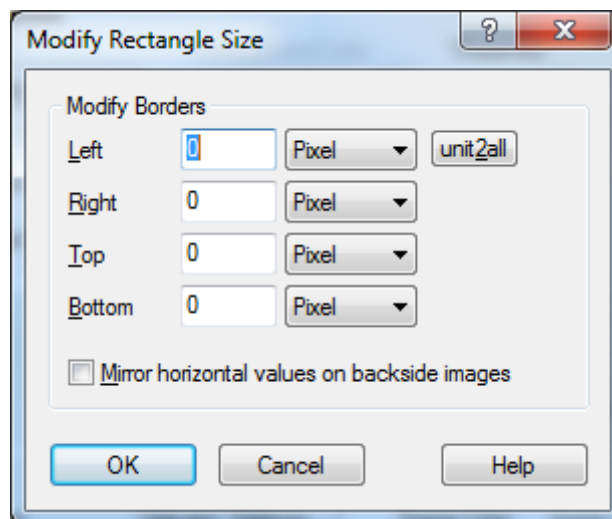 Modify Rectangle Size
Modify Borders
Left 0 Pixel unit2all
Right 0 Pixel
Top 0 Pixel
Bottom 0 Pixel
Mirror horizontal values on backside images
OK Cancel Help